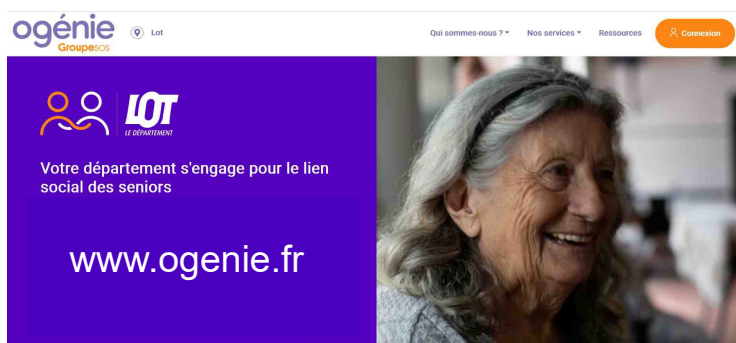 ogénie
Groupesos
Lot
Qui sommes-nous ?
Nos services
Ressources
Connexion
LOT
LE DÉPARTEMENT
Votre département s'engage pour le lien
social des seniors
www.ogenie.fr